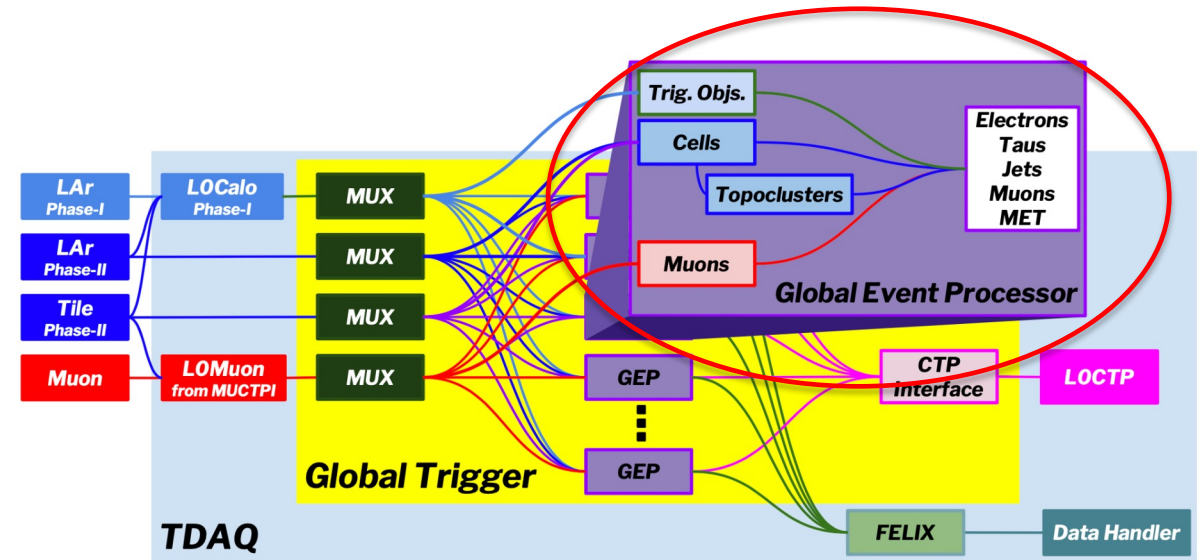 Trig. Objs.
Cells
Topoclusters
Muons
Electrons
Taus
Jets
Muons
MET
Global Event Processor
LAr
Phase-I
L0Calo
Phase-I
MUX
LAr
Phase-II
MUX
Tile
Phase-II
MUX
Muon
L0Muon
from MUCTPI
MUX
GEP
CTP
Interface
L0CTP
GEP
Global Trigger
TDAQ
FELIX
Data Handler